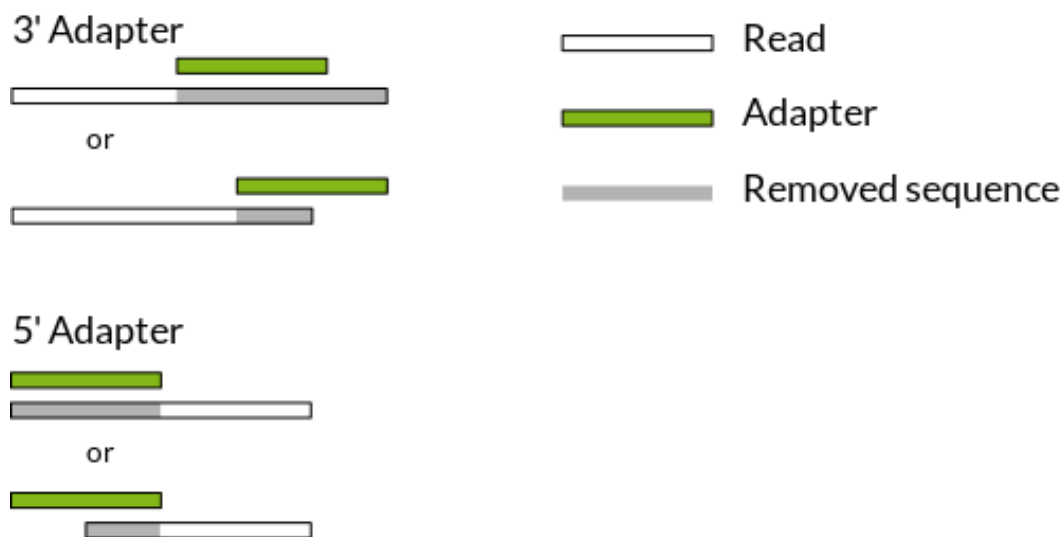 3' Adapter
or
5' Adapter
or
Read
Adapter
Removed sequence